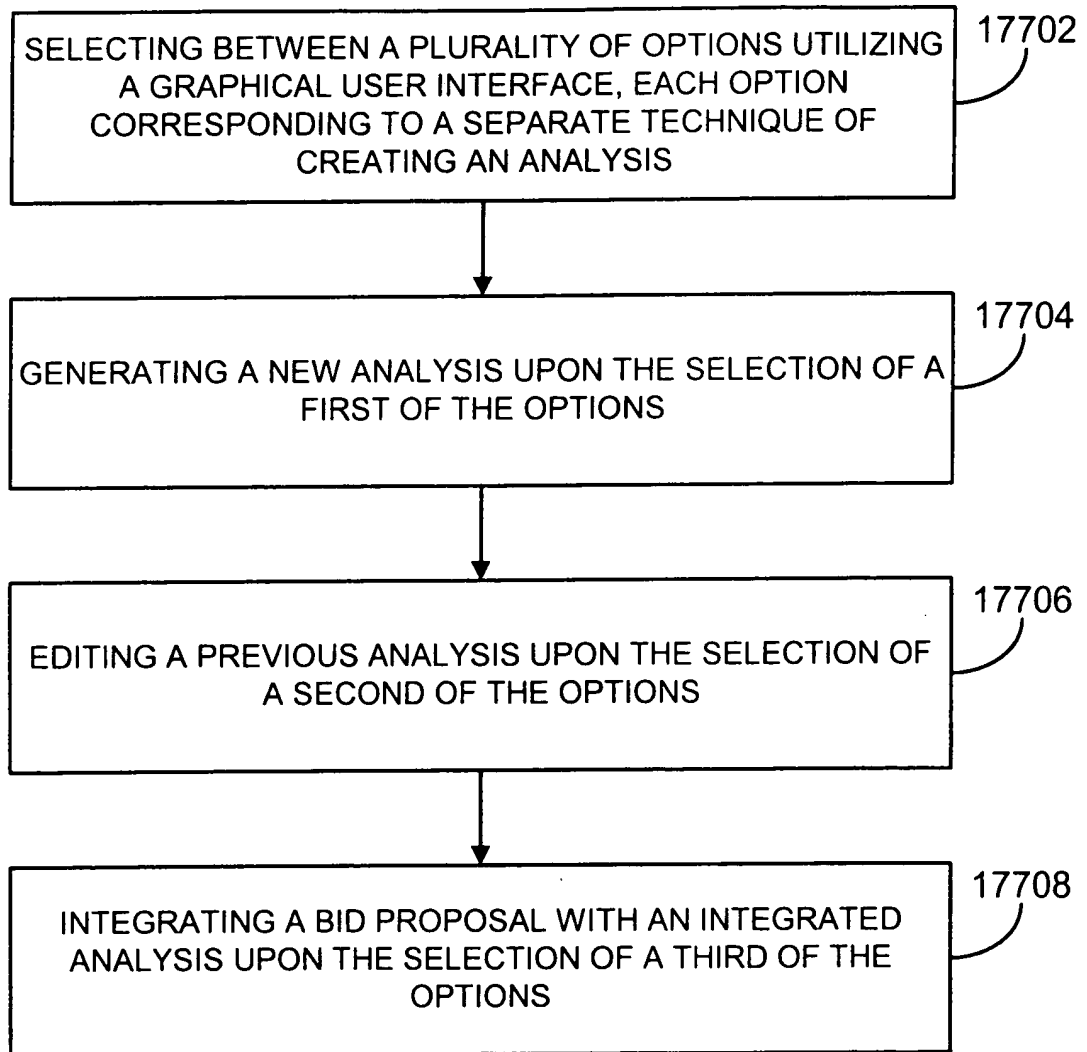 SELECTING BETWEEN A PLURALITY OF OPTIONS UTILIZING
A GRAPHICAL USER INTERFACE, EACH OPTION
CORRESPONDING TO A SEPARATE TECHNIQUE OF
CREATING AN ANALYSIS
17702
GENERATING A NEW ANALYSIS UPON THE SELECTION OF A
FIRST OF THE OPTIONS
17704
EDITING A PREVIOUS ANALYSIS UPON THE SELECTION OF
A SECOND OF THE OPTIONS
17706
INTEGRATING A BID PROPOSAL WITH AN INTEGRATED
ANALYSIS UPON THE SELECTION OF A THIRD OF THE
OPTIONS
17708